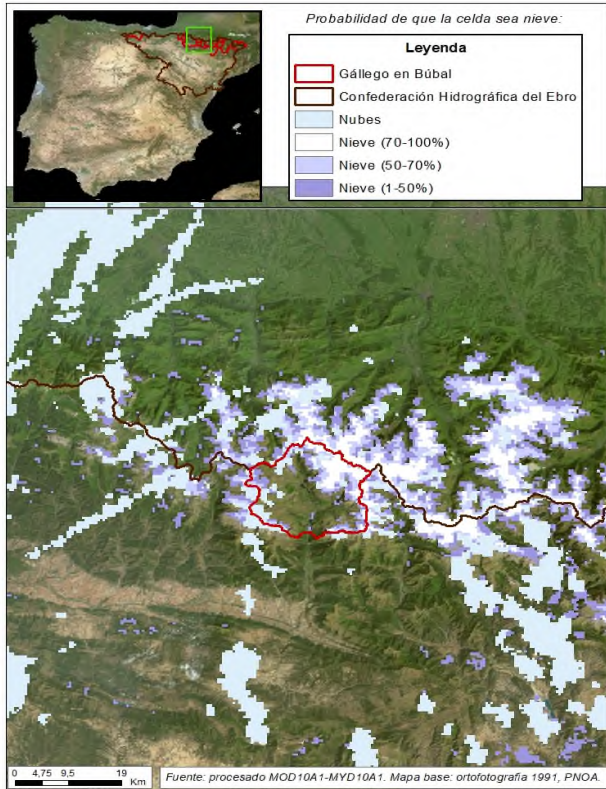 Probabilidad de que la celda sea nieve:
Leyenda
Gállego en Búbal
Confederación Hidrográfica del Ebro
Nubes
Nieve (70-100%)
Nieve (50-70%)
Nieve (1-50%)
0 4,75 9,5 19
Km
Fuente: procesado MOD10A1-MYD10A1. Mapa base: ortofotografía 1991, PNOA.